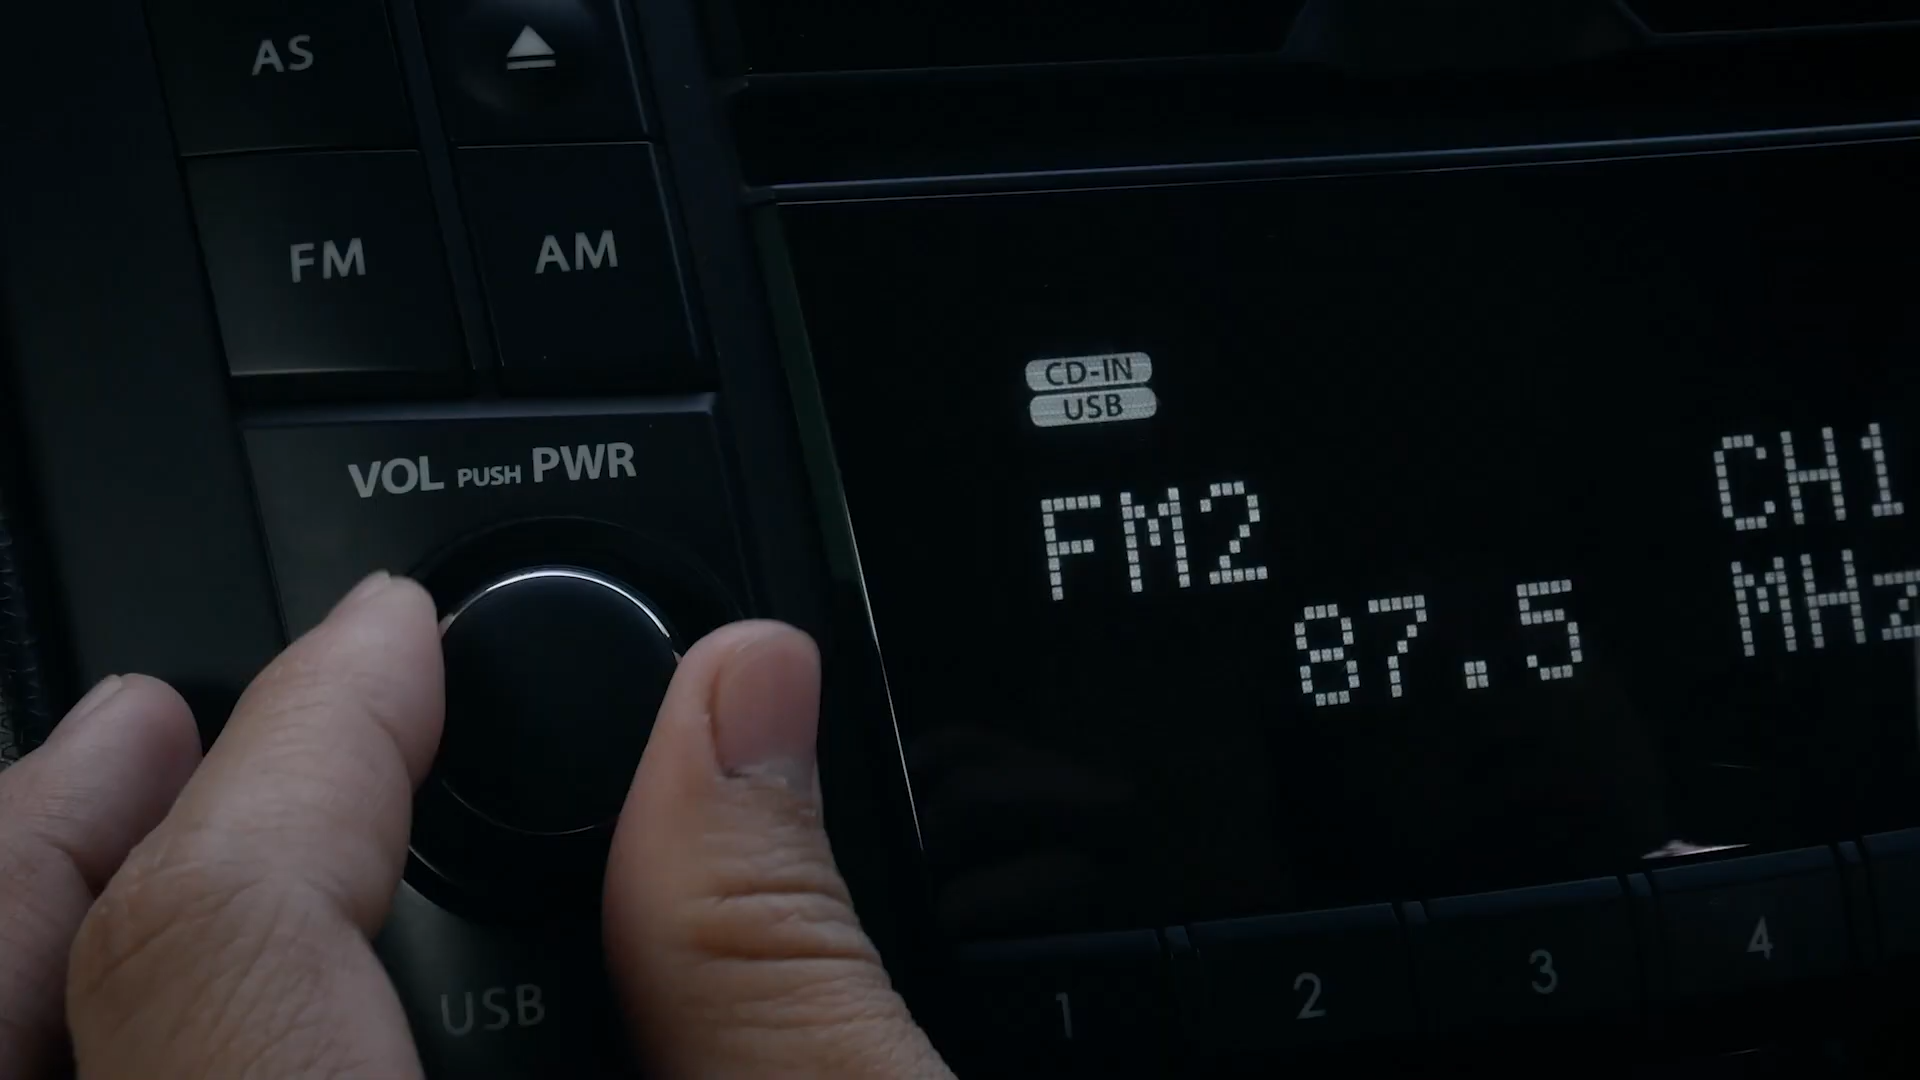 AS
FM AM
VOL PUSH PWR
USB
CD-IN
USB
FM2 CH1
87.5 MHz
1 2 3 4